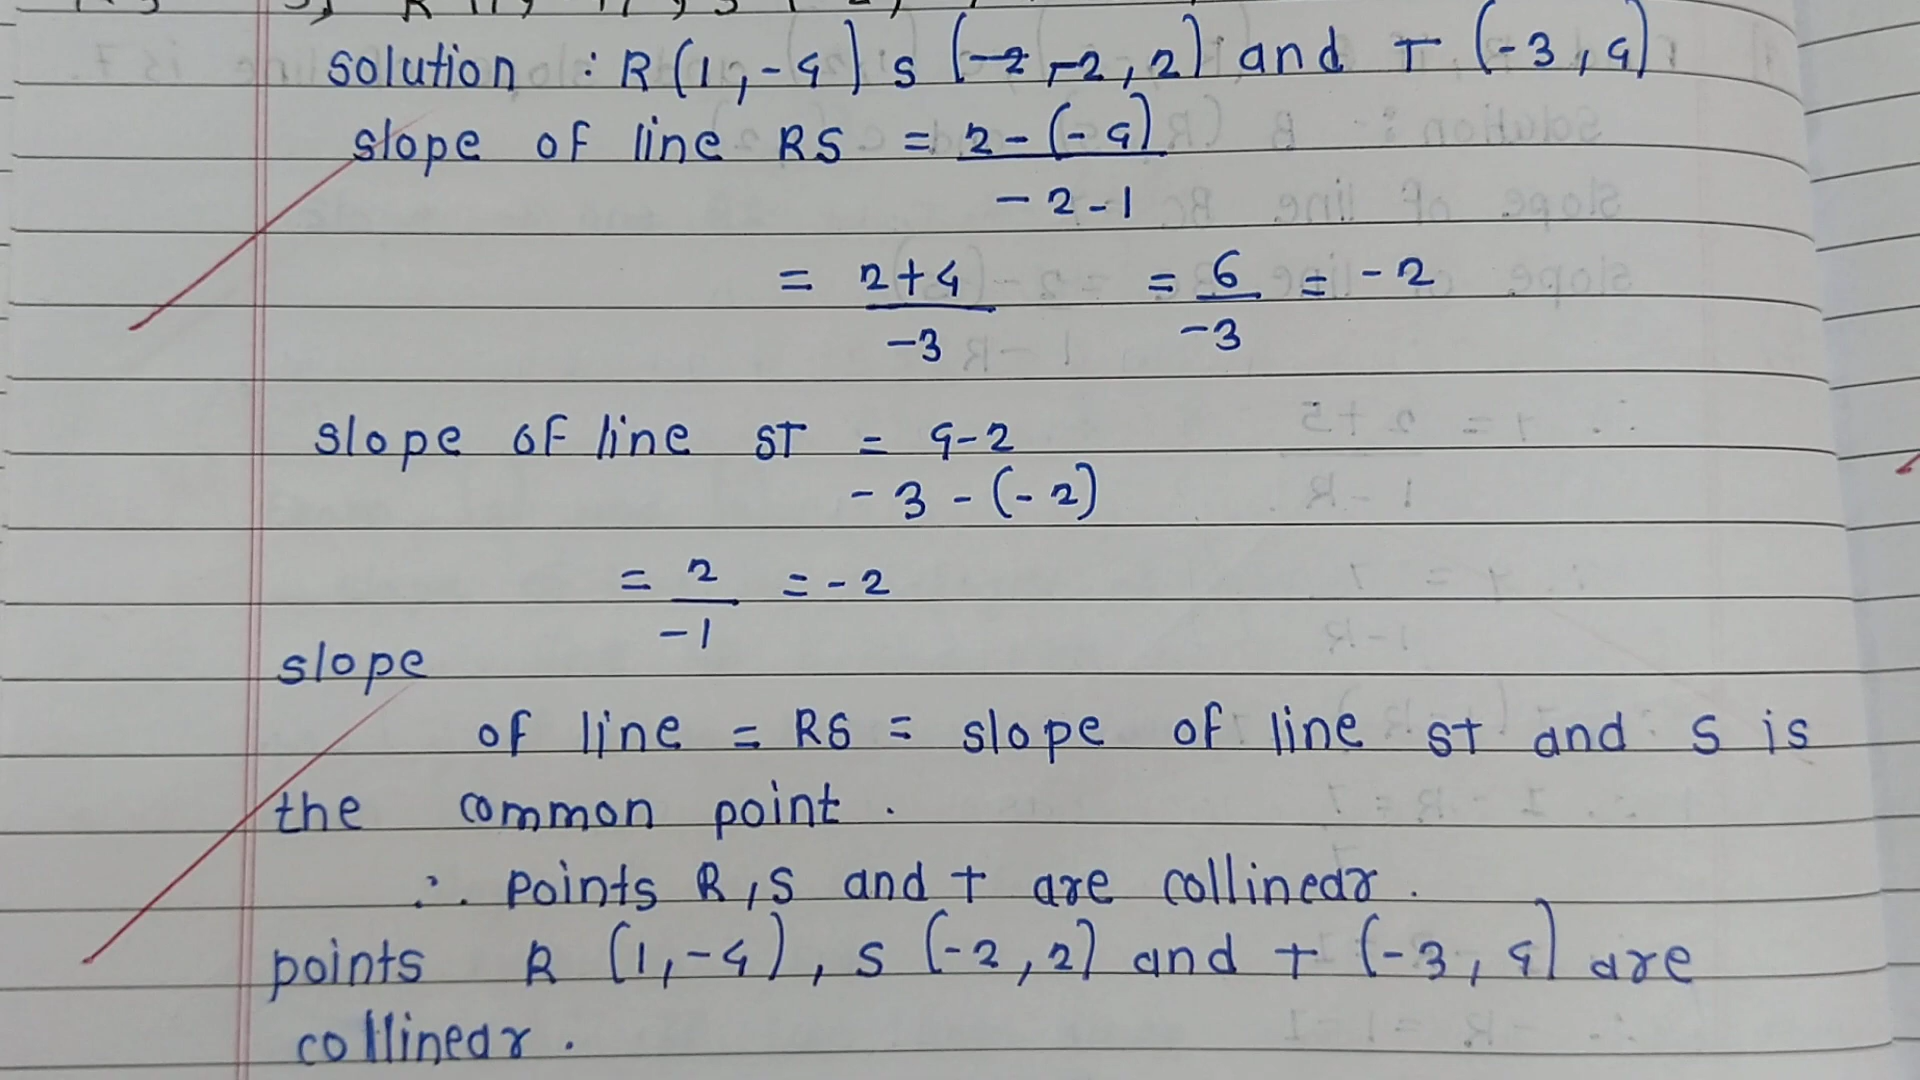 solution : R (1, -4) S (-2, -2, 2) and T (-3, 4)
slope of line RS = 2 - (-4)
- 2 - 1
= 2+4 = 6 = - 2
-3 -3
slope of line ST = 4-2
- 3 - (- 2)
= 2 = - 2
-1
slope
of line = RS = slope of line st and S is
the common point .
∴ points R, S and t are collinear .
points R (1, -4), S (-2, 2) and t (-3, 4) are
collinear .